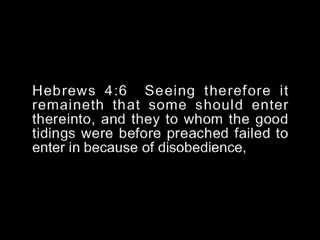 Hebrews 4:6  Seeing therefore it
remaineth that some should enter
thereinto, and they to whom the good
tidings were before preached failed to
enter in because of disobedience,